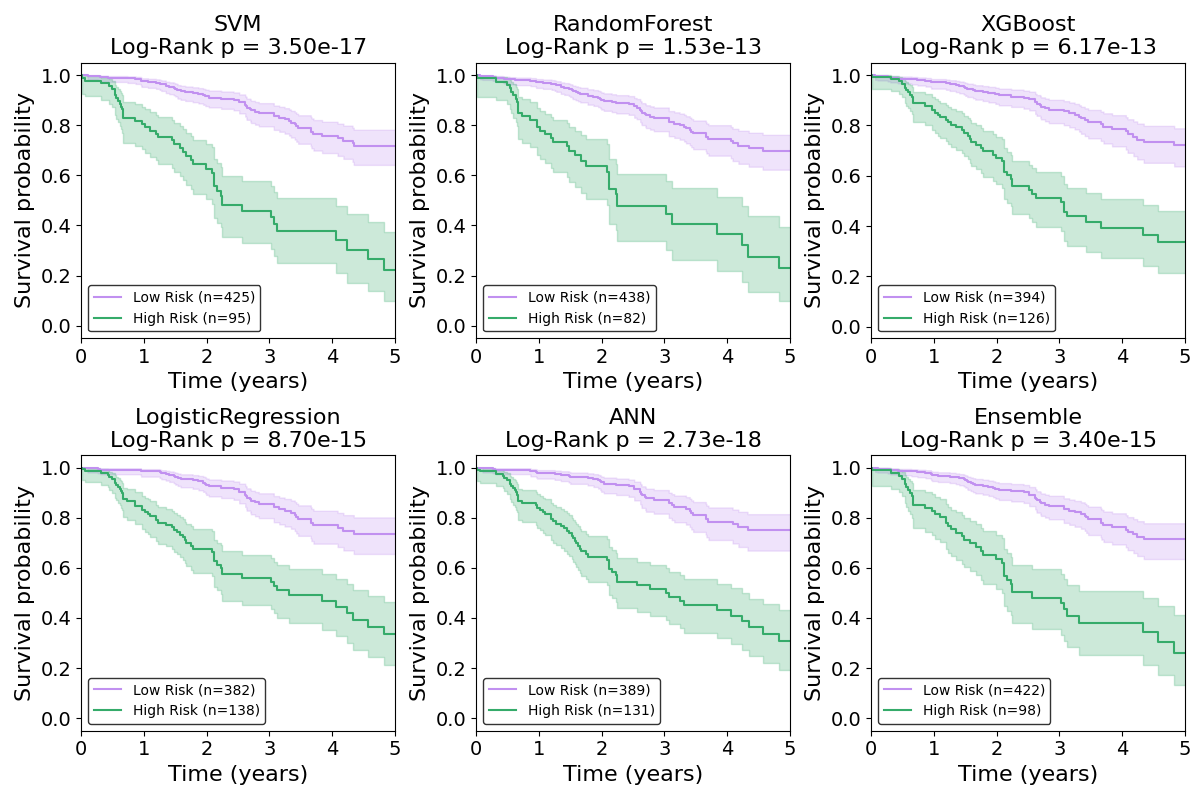 SVM
Log-Rank p = 3.50e-17
Survival probability
1.0
0.8
0.6
0.4
0.2
0.0
Low Risk (n=425)
High Risk (n=95)
0 1 2 3 4 5
Time (years)
RandomForest
Log-Rank p = 1.53e-13
Survival probability
1.0
0.8
0.6
0.4
0.2
0.0
Low Risk (n=438)
High Risk (n=82)
0 1 2 3 4 5
Time (years)
XGBoost
Log-Rank p = 6.17e-13
Survival probability
1.0
0.8
0.6
0.4
0.2
0.0
Low Risk (n=394)
High Risk (n=126)
0 1 2 3 4 5
Time (years)
LogisticRegression
Log-Rank p = 8.70e-15
Survival probability
1.0
0.8
0.6
0.4
0.2
0.0
Low Risk (n=382)
High Risk (n=138)
0 1 2 3 4 5
Time (years)
ANN
Log-Rank p = 2.73e-18
Survival probability
1.0
0.8
0.6
0.4
0.2
0.0
Low Risk (n=389)
High Risk (n=131)
0 1 2 3 4 5
Time (years)
Ensemble
Log-Rank p = 3.40e-15
Survival probability
1.0
0.8
0.6
0.4
0.2
0.0
Low Risk (n=422)
High Risk (n=98)
0 1 2 3 4 5
Time (years)